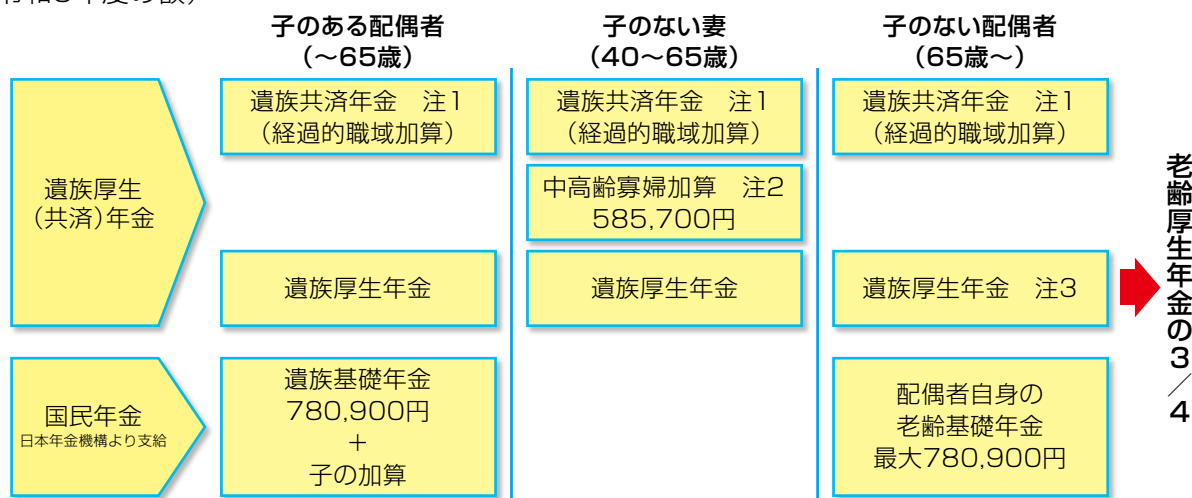 子のある配偶者
(～65歳)
子のない妻
(40～65歳)
子のない配偶者
(65歳～)
遺族厚生
(共済)年金
遺族共済年金　注1
(経過的職域加算)
遺族共済年金　注1
(経過的職域加算)
遺族共済年金　注1
(経過的職域加算)
中高齢寡婦加算　注2
585,700円
遺族厚生年金
遺族厚生年金
遺族厚生年金　注3
老齢厚生年金の3／4
国民年金
日本年金機構より支給
遺族基礎年金
780,900円
＋
子の加算
配偶者自身の
老齢基礎年金
最大780,900円